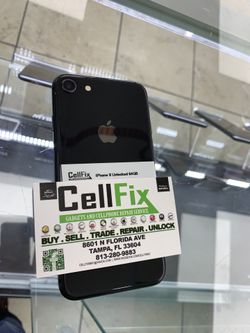 CellFix iPhone 8 Unlocked 64GB
CellFix
GADGETS AND CELLPHONE REPAIR SERVICE
BUY . SELL . TRADE . REPAIR . UNLOCK
8601 N FLORIDA AVE
TAMPA, FL 33604
813-280-9883